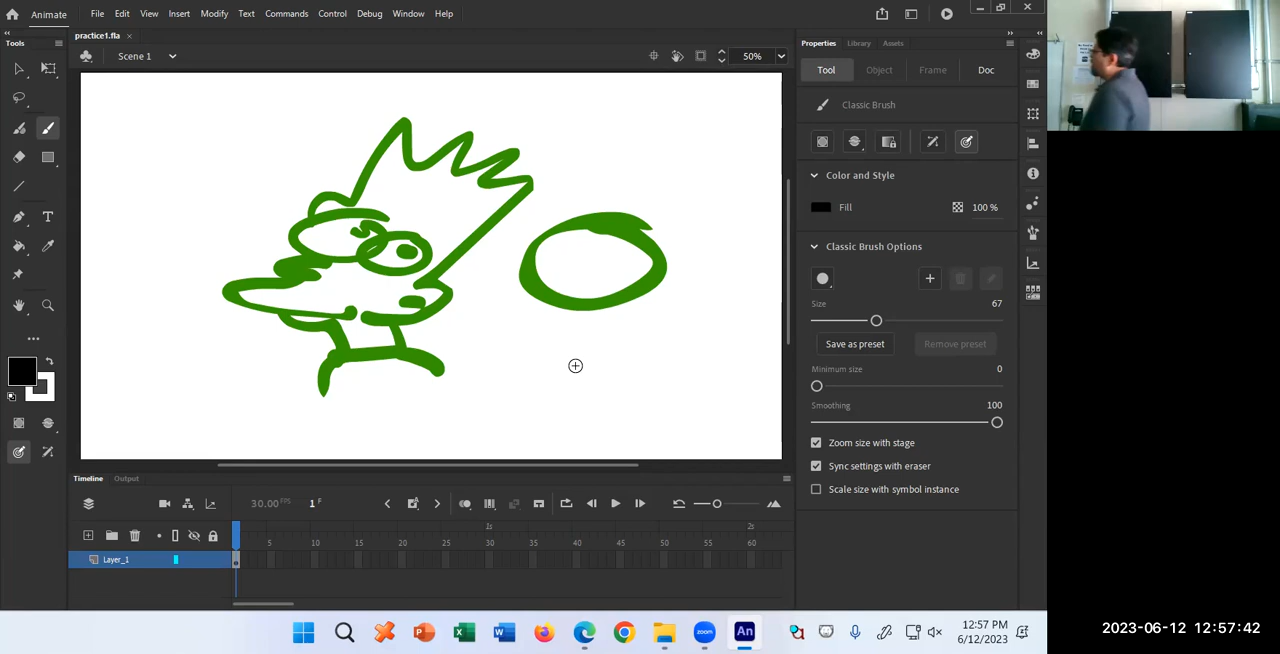 Animate File Edit View Insert Modify Text Commands Control Debug Window Help
practice1.fla
Tools
Scene 1
50%
Properties Library Assets
Tool Object Frame Doc
Classic Brush
Color and Style
Fill
100 %
Classic Brush Options
Size 67
Save as preset Remove preset
Minimum size 0
Smoothing 100
Zoom size with stage
Sync settings with eraser
Scale size with symbol instance
Timeline Output
30.00 FPS 1 F
1s 2s
5 10 15 20 25 30 35 40 45 50 55 60
Layer_1
zoom
An
12:57 PM
6/12/2023
2023-06-12 12:57:42